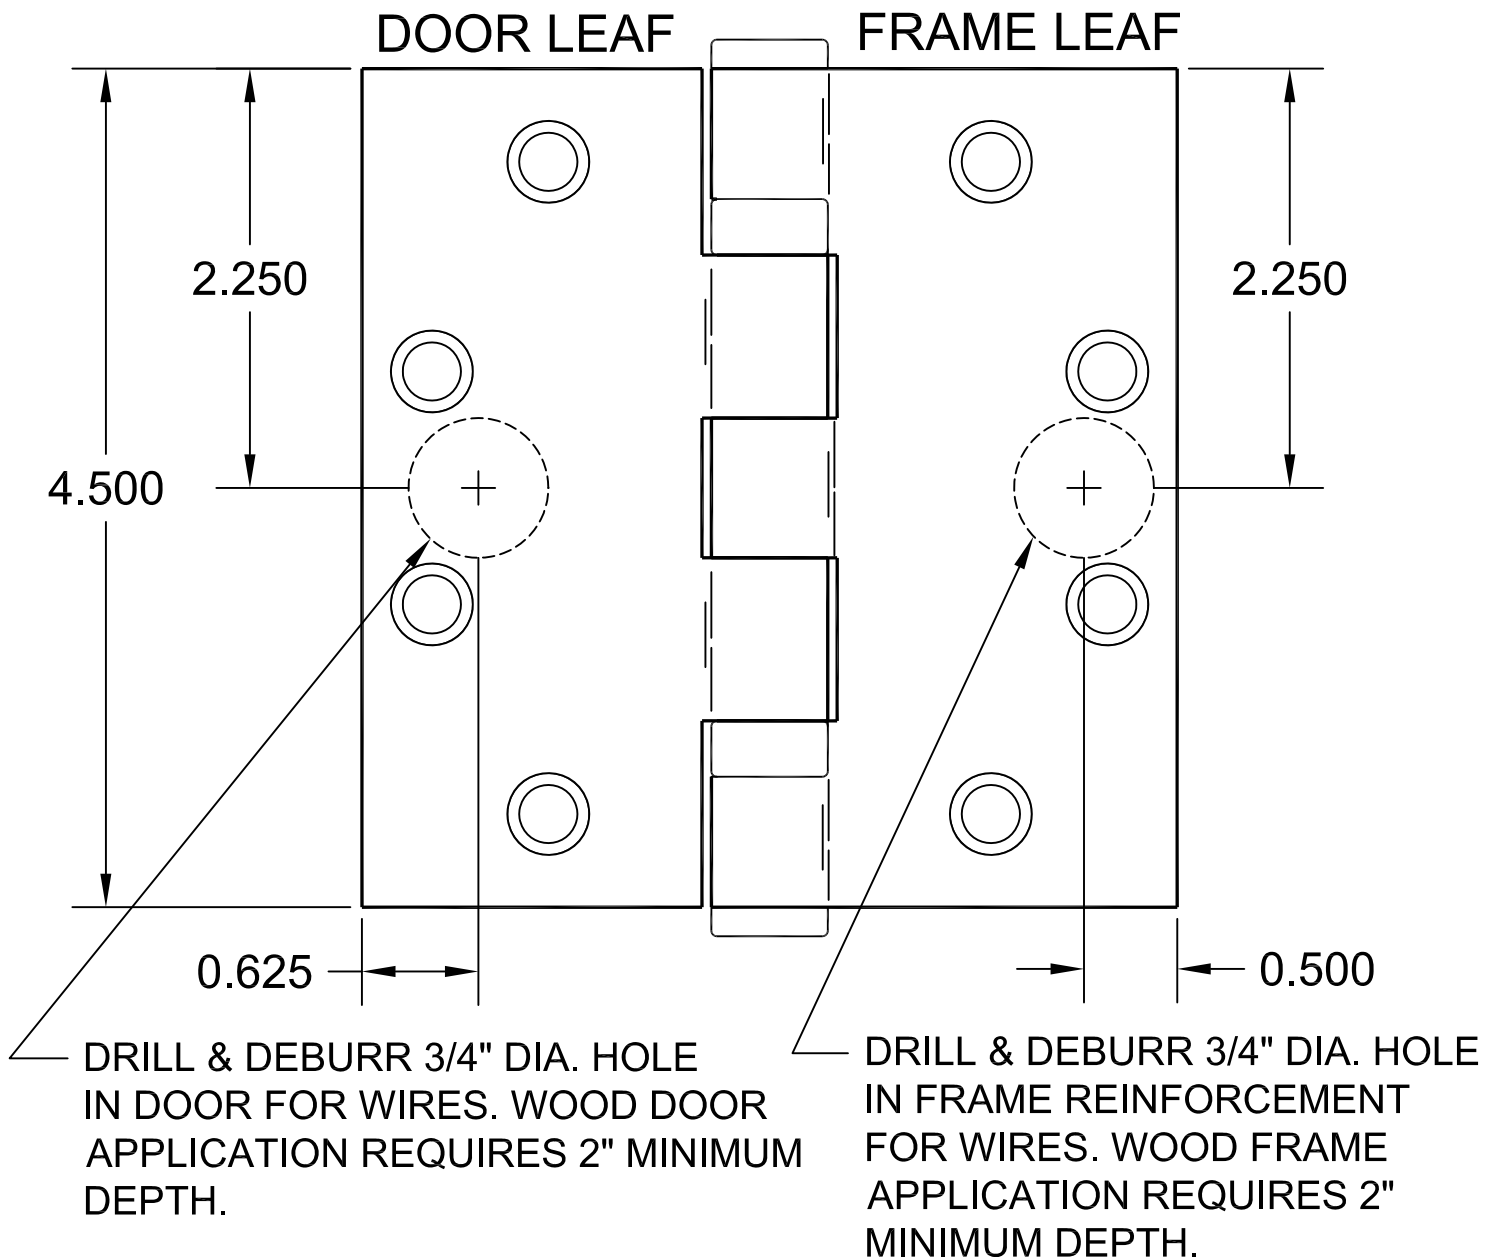 DOOR LEAF
FRAME LEAF
2.250
2.250
4.500
0.625
0.500
DRILL & DEBURR 3/4" DIA. HOLE
IN DOOR FOR WIRES. WOOD DOOR
APPLICATION REQUIRES 2" MINIMUM
DEPTH.
DRILL & DEBURR 3/4" DIA. HOLE
IN FRAME REINFORCEMENT
FOR WIRES. WOOD FRAME
APPLICATION REQUIRES 2"
MINIMUM DEPTH.